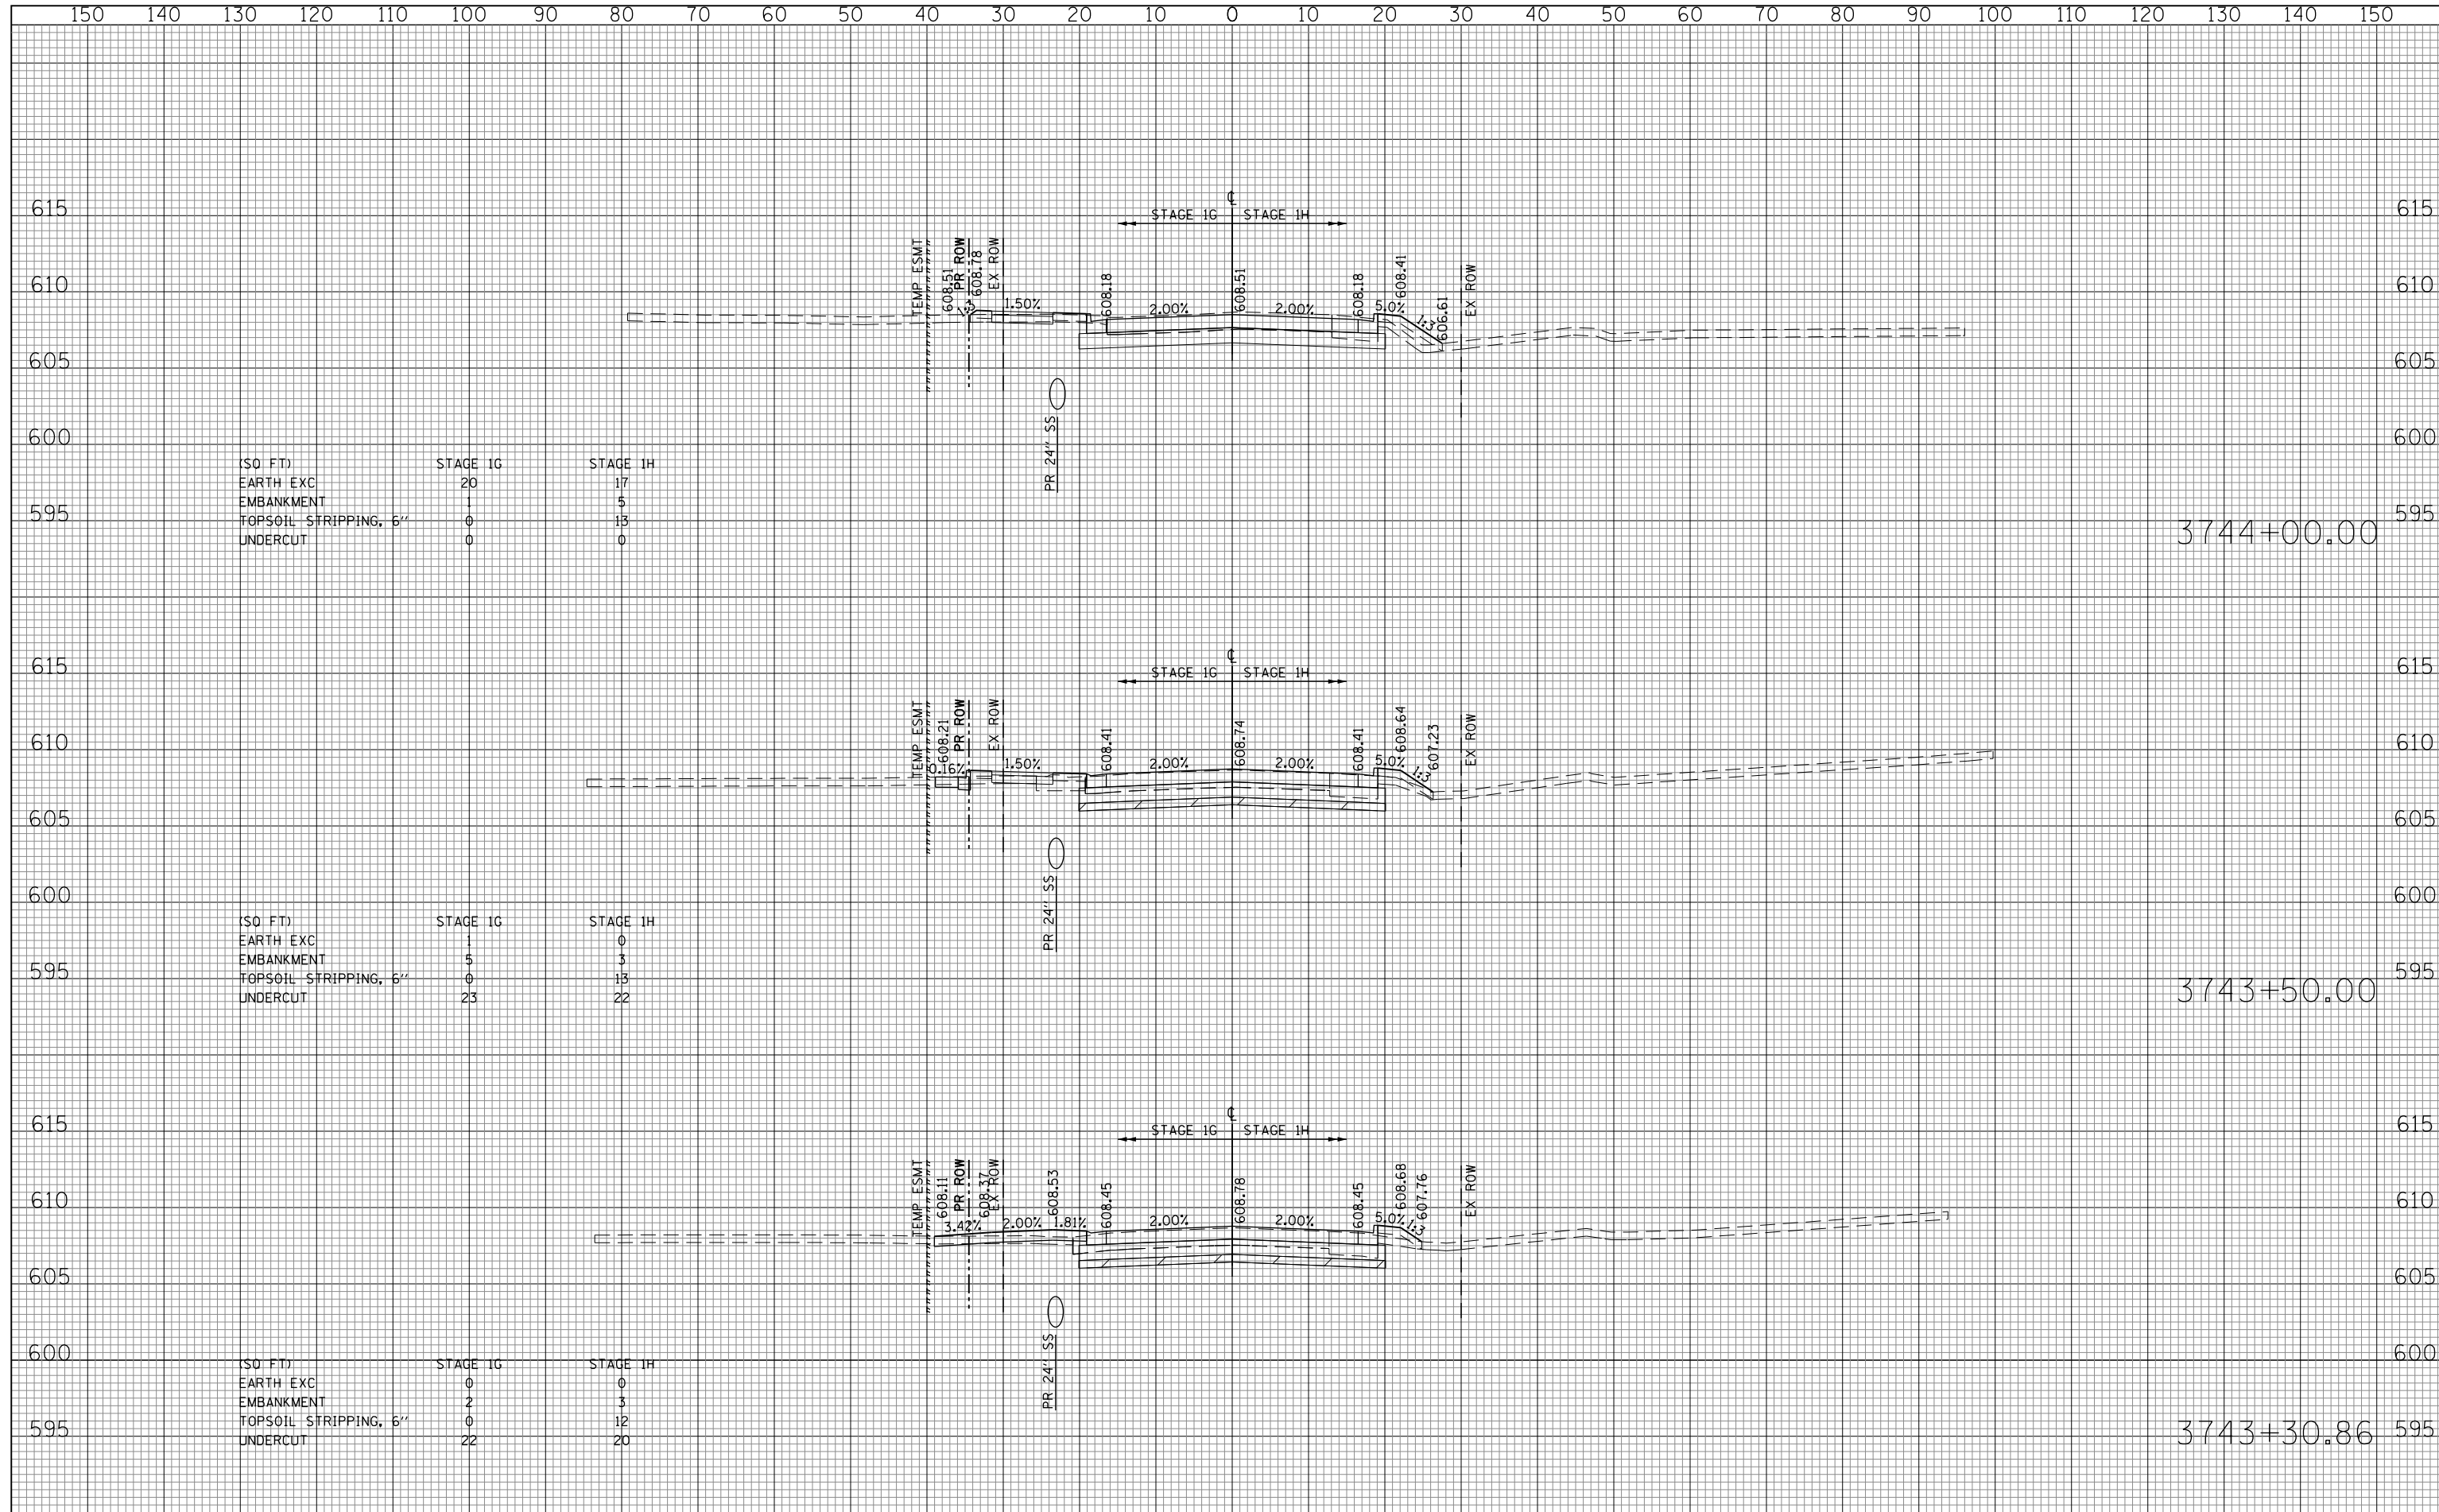 150 140 130 120 110 100 90 80 70 60 50 40 30 20 10 0 10 20 30 40 50 60 70 80 90 100 110 120 130 140 150
615 615
℄
STAGE 1G STAGE 1H
TEMP ESMT
608.51
PR ROW
608.78
EX ROW
608.18
608.51
608.18
608.41
606.61
EX ROW
610 610
1:3 1.50% 2.00% 2.00% 5.0% 1:3
605 605
PR 24" SS
600 600
(SQ FT) STAGE 1G STAGE 1H
EARTH EXC 20 17
EMBANKMENT 1 5
TOPSOIL STRIPPING, 6" 0 13
UNDERCUT 0 0
595 595
3744+00.00
615 615
℄
STAGE 1G STAGE 1H
TEMP ESMT
608.21
PR ROW
EX ROW
608.41
608.74
608.41
608.64
607.23
EX ROW
610 610
0.16% 1.50% 2.00% 2.00% 5.0% 1:3
605 605
PR 24" SS
600 600
(SQ FT) STAGE 1G STAGE 1H
EARTH EXC 1 0
EMBANKMENT 5 3
TOPSOIL STRIPPING, 6" 0 13
UNDERCUT 23 22
595 595
3743+50.00
615 615
℄
STAGE 1G STAGE 1H
TEMP ESMT
608.11
PR ROW
608.37
EX ROW
608.53
608.45
608.78
608.45
608.68
607.76
EX ROW
610 610
3.42% 2.00% 1.81% 2.00% 2.00% 5.0% 1:3
605 605
PR 24" SS
600 600
(SQ FT) STAGE 1G STAGE 1H
EARTH EXC 0 0
EMBANKMENT 2 3
TOPSOIL STRIPPING, 6" 0 12
UNDERCUT 22 20
595 595
3743+30.86